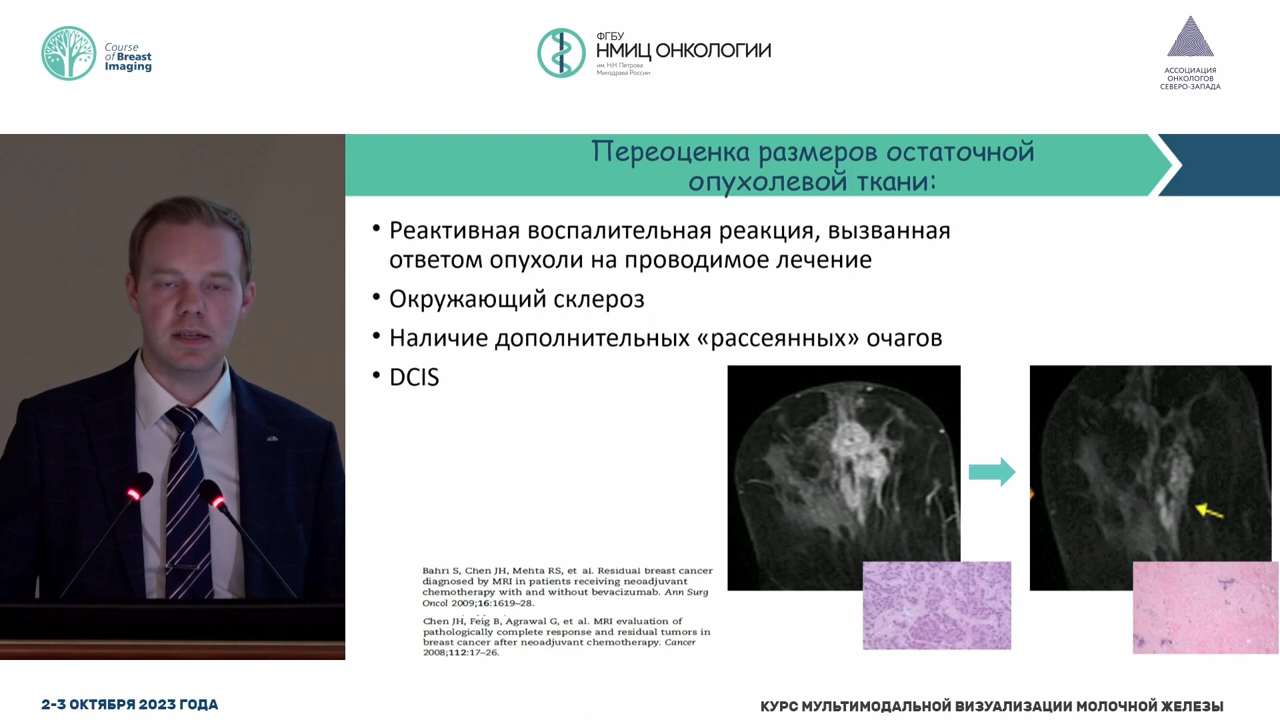 Course
of Breast
Imaging
ФГБУ
НМИЦ ОНКОЛОГИИ
им. Н.Н. Петрова
Минздрава России
АССОЦИАЦИЯ
ОНКОЛОГОВ
СЕВЕРО-ЗАПАДА
Переоценка размеров остаточной
опухолевой ткани:
• Реактивная воспалительная реакция, вызванная
ответом опухоли на проводимое лечение
• Окружающий склероз
• Наличие дополнительных «рассеянных» очагов
• DCIS
Bahri S, Chen JH, Mehta RS, et al. Residual breast cancer
diagnosed by MRI in patients receiving neoadjuvant
chemotherapy with and without bevacizumab. Ann Surg
Oncol 2009;16:1619–28.
Chen JH, Feig B, Agrawal G, et al. MRI evaluation of
pathologically complete response and residual tumors in
breast cancer after neoadjuvant chemotherapy. Cancer
2008;112:17–26.
2-3 ОКТЯБРЯ 2023 ГОДА
КУРС МУЛЬТИМОДАЛЬНОЙ ВИЗУАЛИЗАЦИИ МОЛОЧНОЙ ЖЕЛЕЗЫ